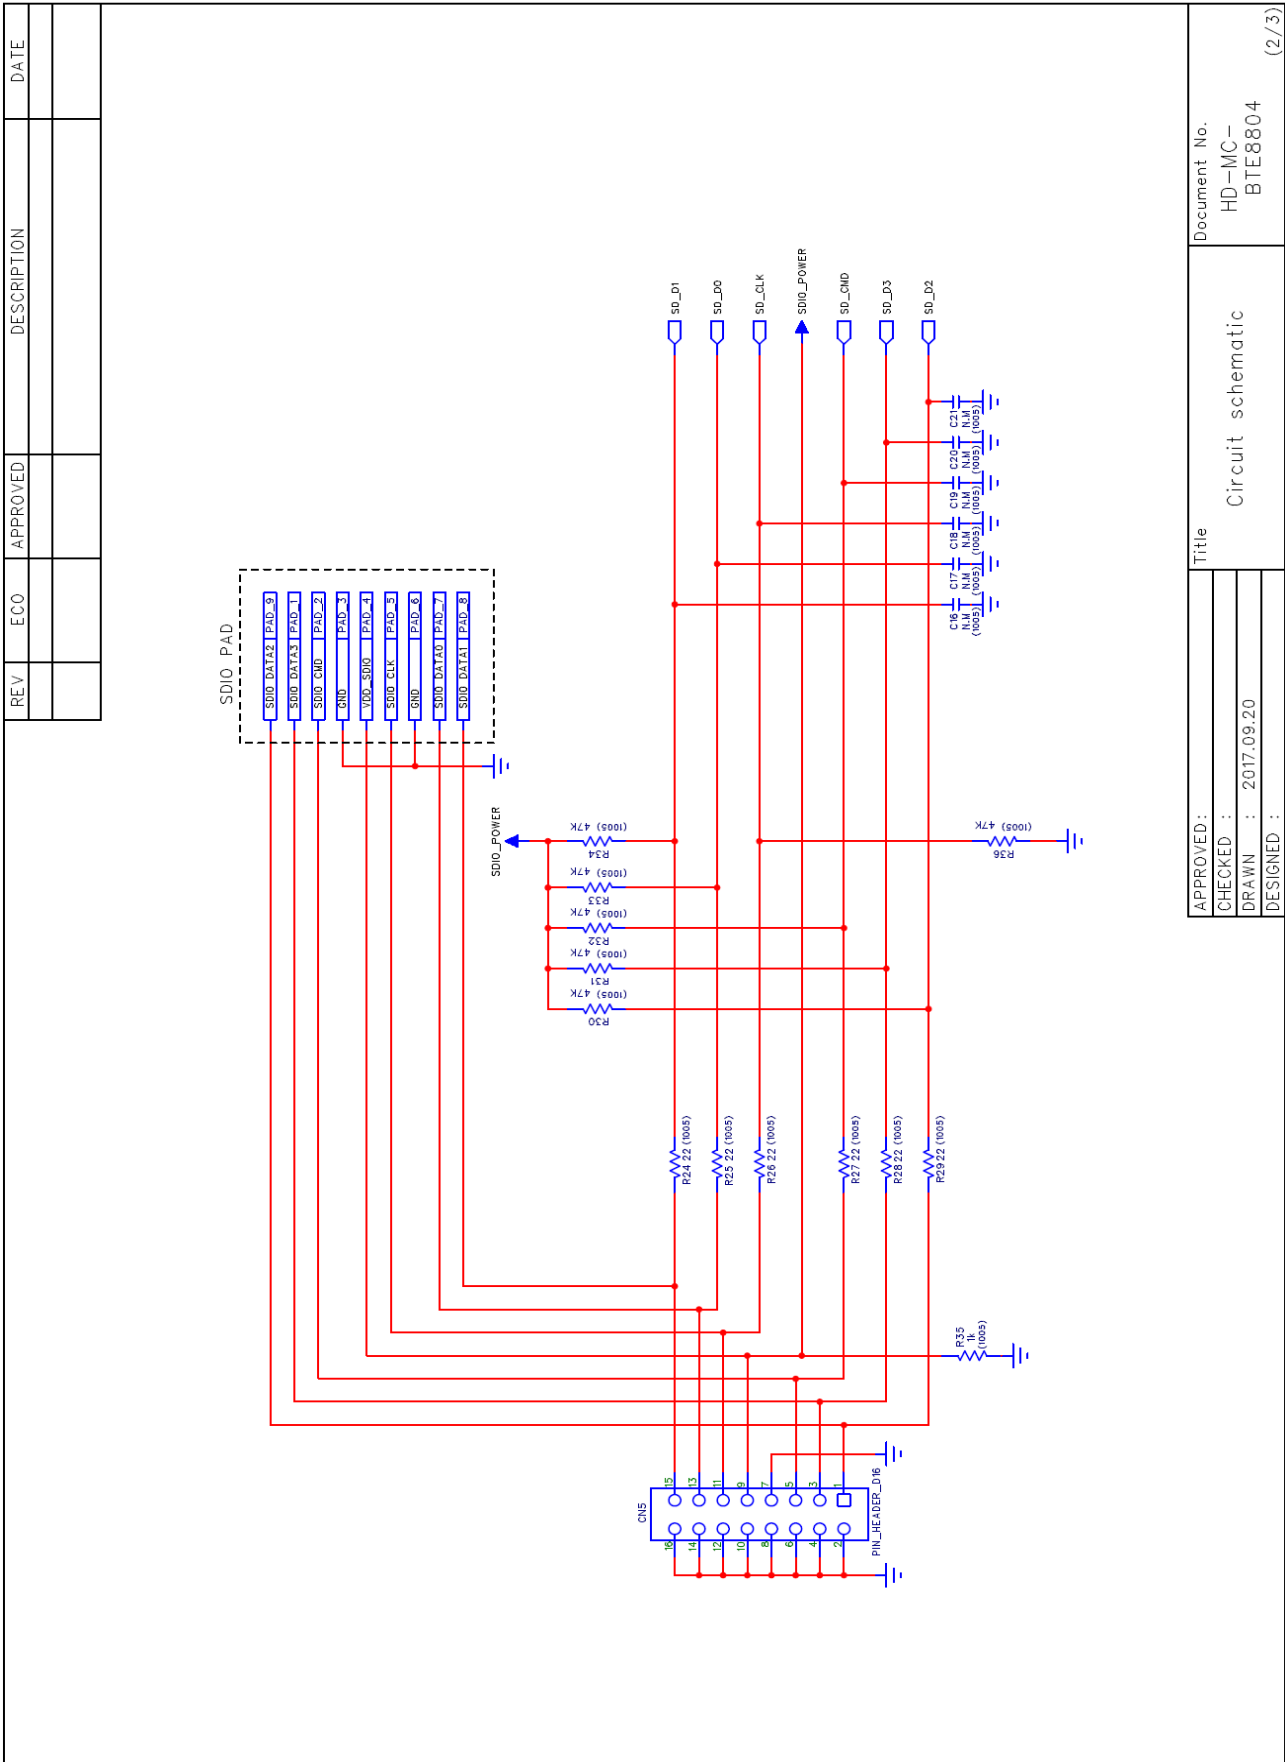 REV ECO APPROVED DESCRIPTION DATE
SDIO PAD
SDIO DATA2 PAD_9
SDIO DATA3 PAD_1
SDIO CMD PAD_2
GND PAD_3
VDD_SDIO PAD_4
SDIO CLK PAD_5
GND PAD_6
SDIO DATA0 PAD_7
SDIO DATA1 PAD_8
SDIO_POWER
R34 47K (1005)
R33 47K (1005)
R32 47K (1005)
R31 47K (1005)
R30 47K (1005)
SD_D1
SD_D0
SD_CLK
SDIO_POWER
SD_CMD
SD_D3
SD_D2
R24 22 (1005)
R25 22 (1005)
R26 22 (1005)
R27 22 (1005)
R28 22 (1005)
R29 22 (1005)
C16 N.M (1005)
C17 N.M (1005)
C18 N.M (1005)
C19 N.M (1005)
C20 N.M (1005)
C21 N.M (1005)
R36 47K (1005)
R35
1k
(1005)
CN5
16 15
14 13
12 11
10 9
8 7
6 5
4 3
2 1
PIN_HEADER_D16
APPROVED :
CHECKED :
DRAWN : 2017.09.20
DESIGNED :
Title
Circuit schematic
Document No.
HD-MC-
BTE8804
(2/3)